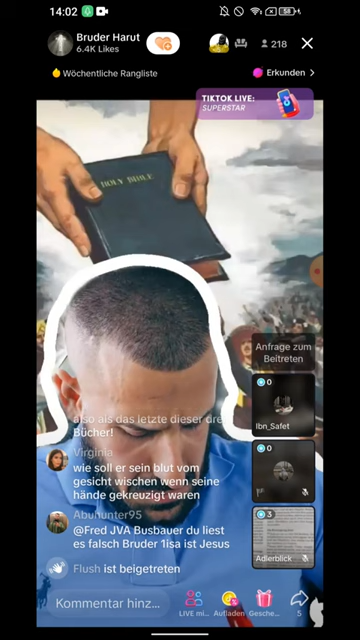 14:02
58
Bruder Harut
6.4K Likes
218
Wöchentliche Rangliste
Erkunden
TIKTOK LIVE:
SUPERSTAR
HOLY BIBLE
Anfrage zum
Beitreten
0
Ibn_Safet
0
3
Adlerblick
also als das letzte dieser drei
Bücher!
Virginia
wie soll er sein blut vom
gesicht wischen wenn seine
hände gekreuzigt waren
Abuhunter95
@Fred JVA Busbauer du liest
es falsch Bruder 1isa ist Jesus
Flush ist beigetreten
Kommentar hinz...
LIVE mi...
Aufladen
Gesche...
5